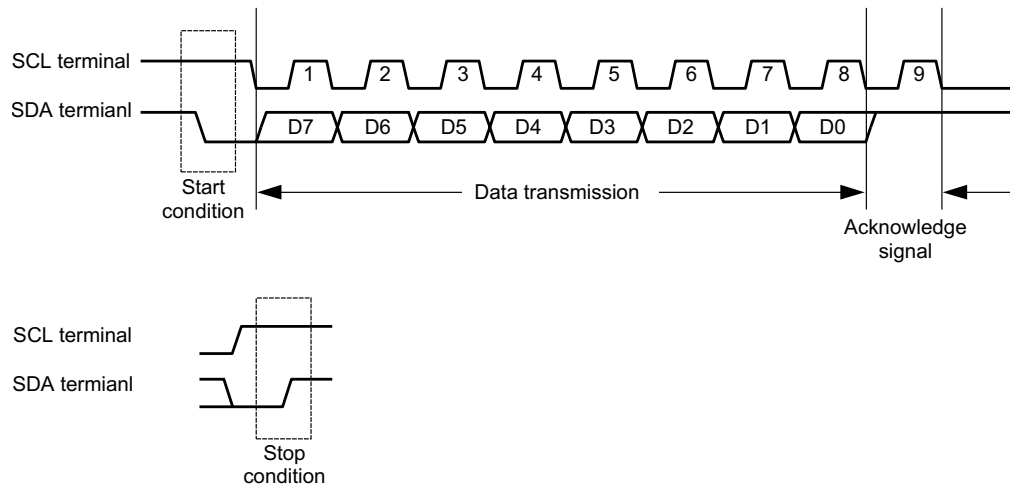 SCL terminal
1 2 3 4 5 6 7 8 9
SDA termianl
D7 D6 D5 D4 D3 D2 D1 D0
Start
condition
Data transmission
Acknowledge
signal
SCL terminal
SDA termianl
Stop
condition